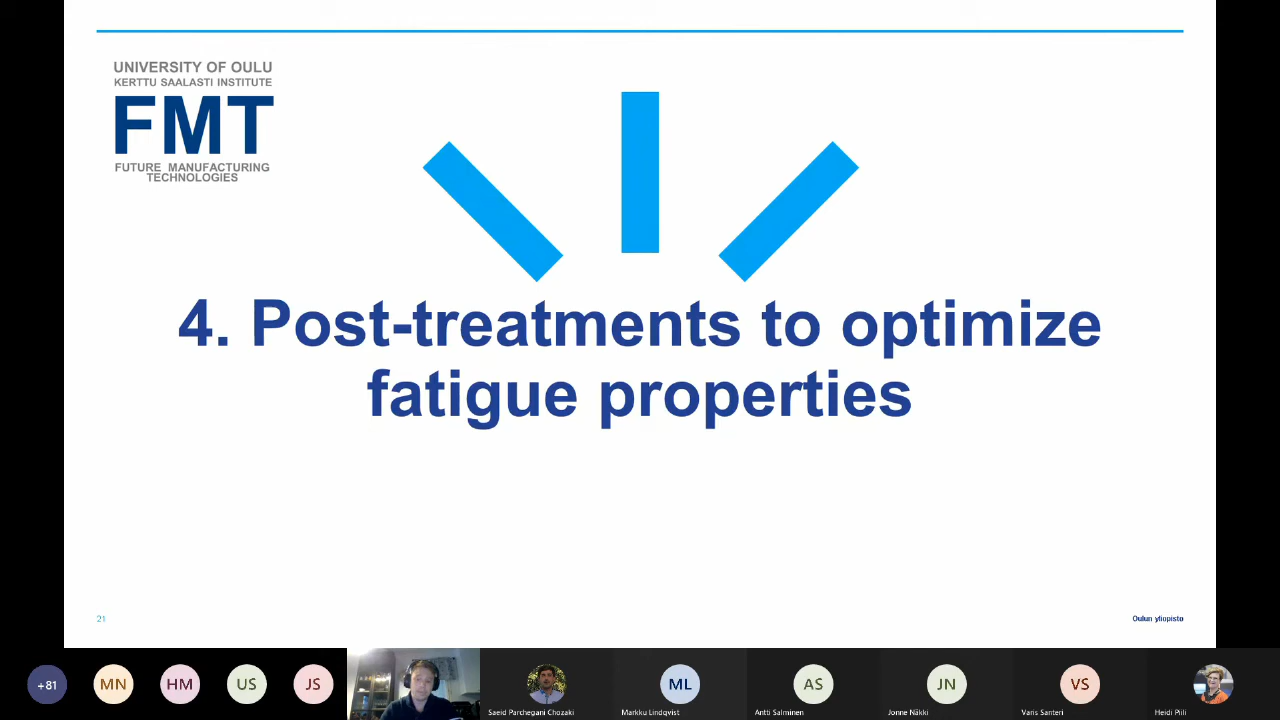 UNIVERSITY OF OULU
KERTTU SAALASTI INSTITUTE
FMT
FUTURE MANUFACTURING
TECHNOLOGIES
4. Post-treatments to optimize
fatigue properties
21
Oulun yliopisto
+81
MN
HM
US
JS
ML
AS
JN
VS
Saeid Parchegani Chozaki
Markku Lindqvist
Antti Salminen
Jonne Näkki
Varis Santeri
Heidi Piili